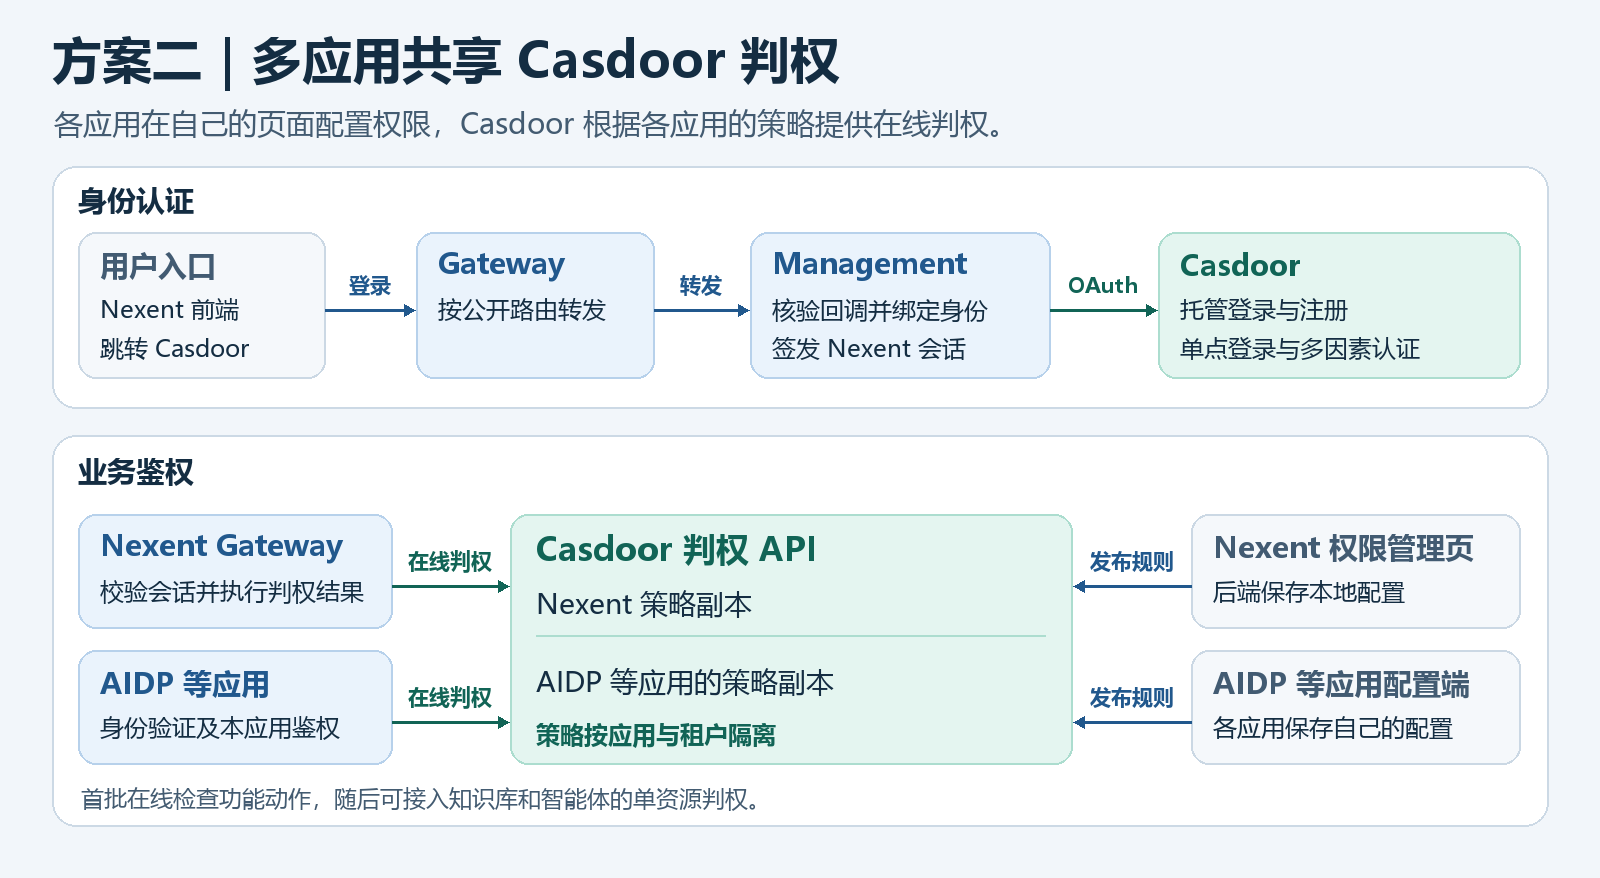 方案二｜多应用共享 Casdoor 判权
各应用在自己的页面配置权限，Casdoor 根据各应用的策略提供在线判权。
身份认证
用户入口
Nexent 前端
跳转 Casdoor
登录
Gateway
按公开路由转发
转发
Management
核验回调并绑定身份
签发 Nexent 会话
OAuth
Casdoor
托管登录与注册
单点登录与多因素认证
业务鉴权
Nexent Gateway
校验会话并执行判权结果
在线判权
Casdoor 判权 API
Nexent 策略副本
发布规则
Nexent 权限管理页
后端保存本地配置
AIDP 等应用
身份验证及本应用鉴权
在线判权
AIDP 等应用的策略副本
策略按应用与租户隔离
发布规则
AIDP 等应用配置端
各应用保存自己的配置
首批在线检查功能动作，随后可接入知识库和智能体的单资源判权。